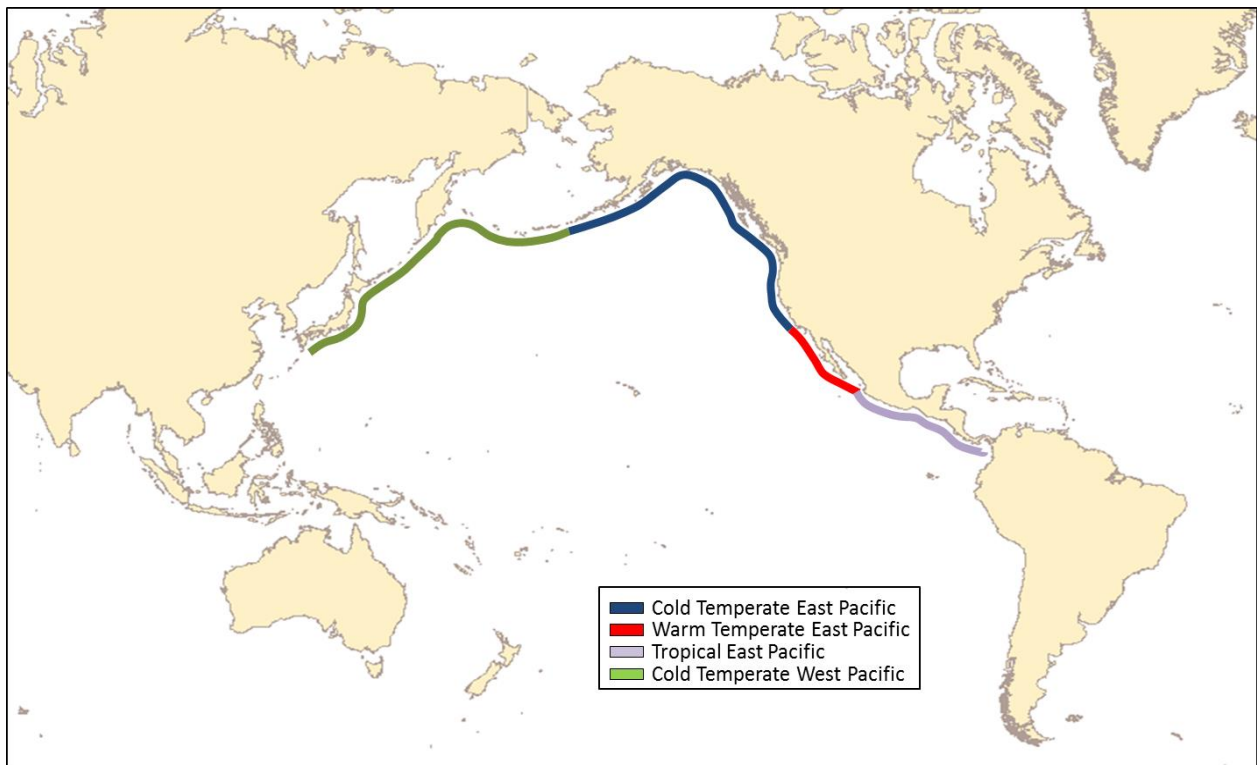 Cold Temperate East Pacific
Warm Temperate East Pacific
Tropical East Pacific
Cold Temperate West Pacific